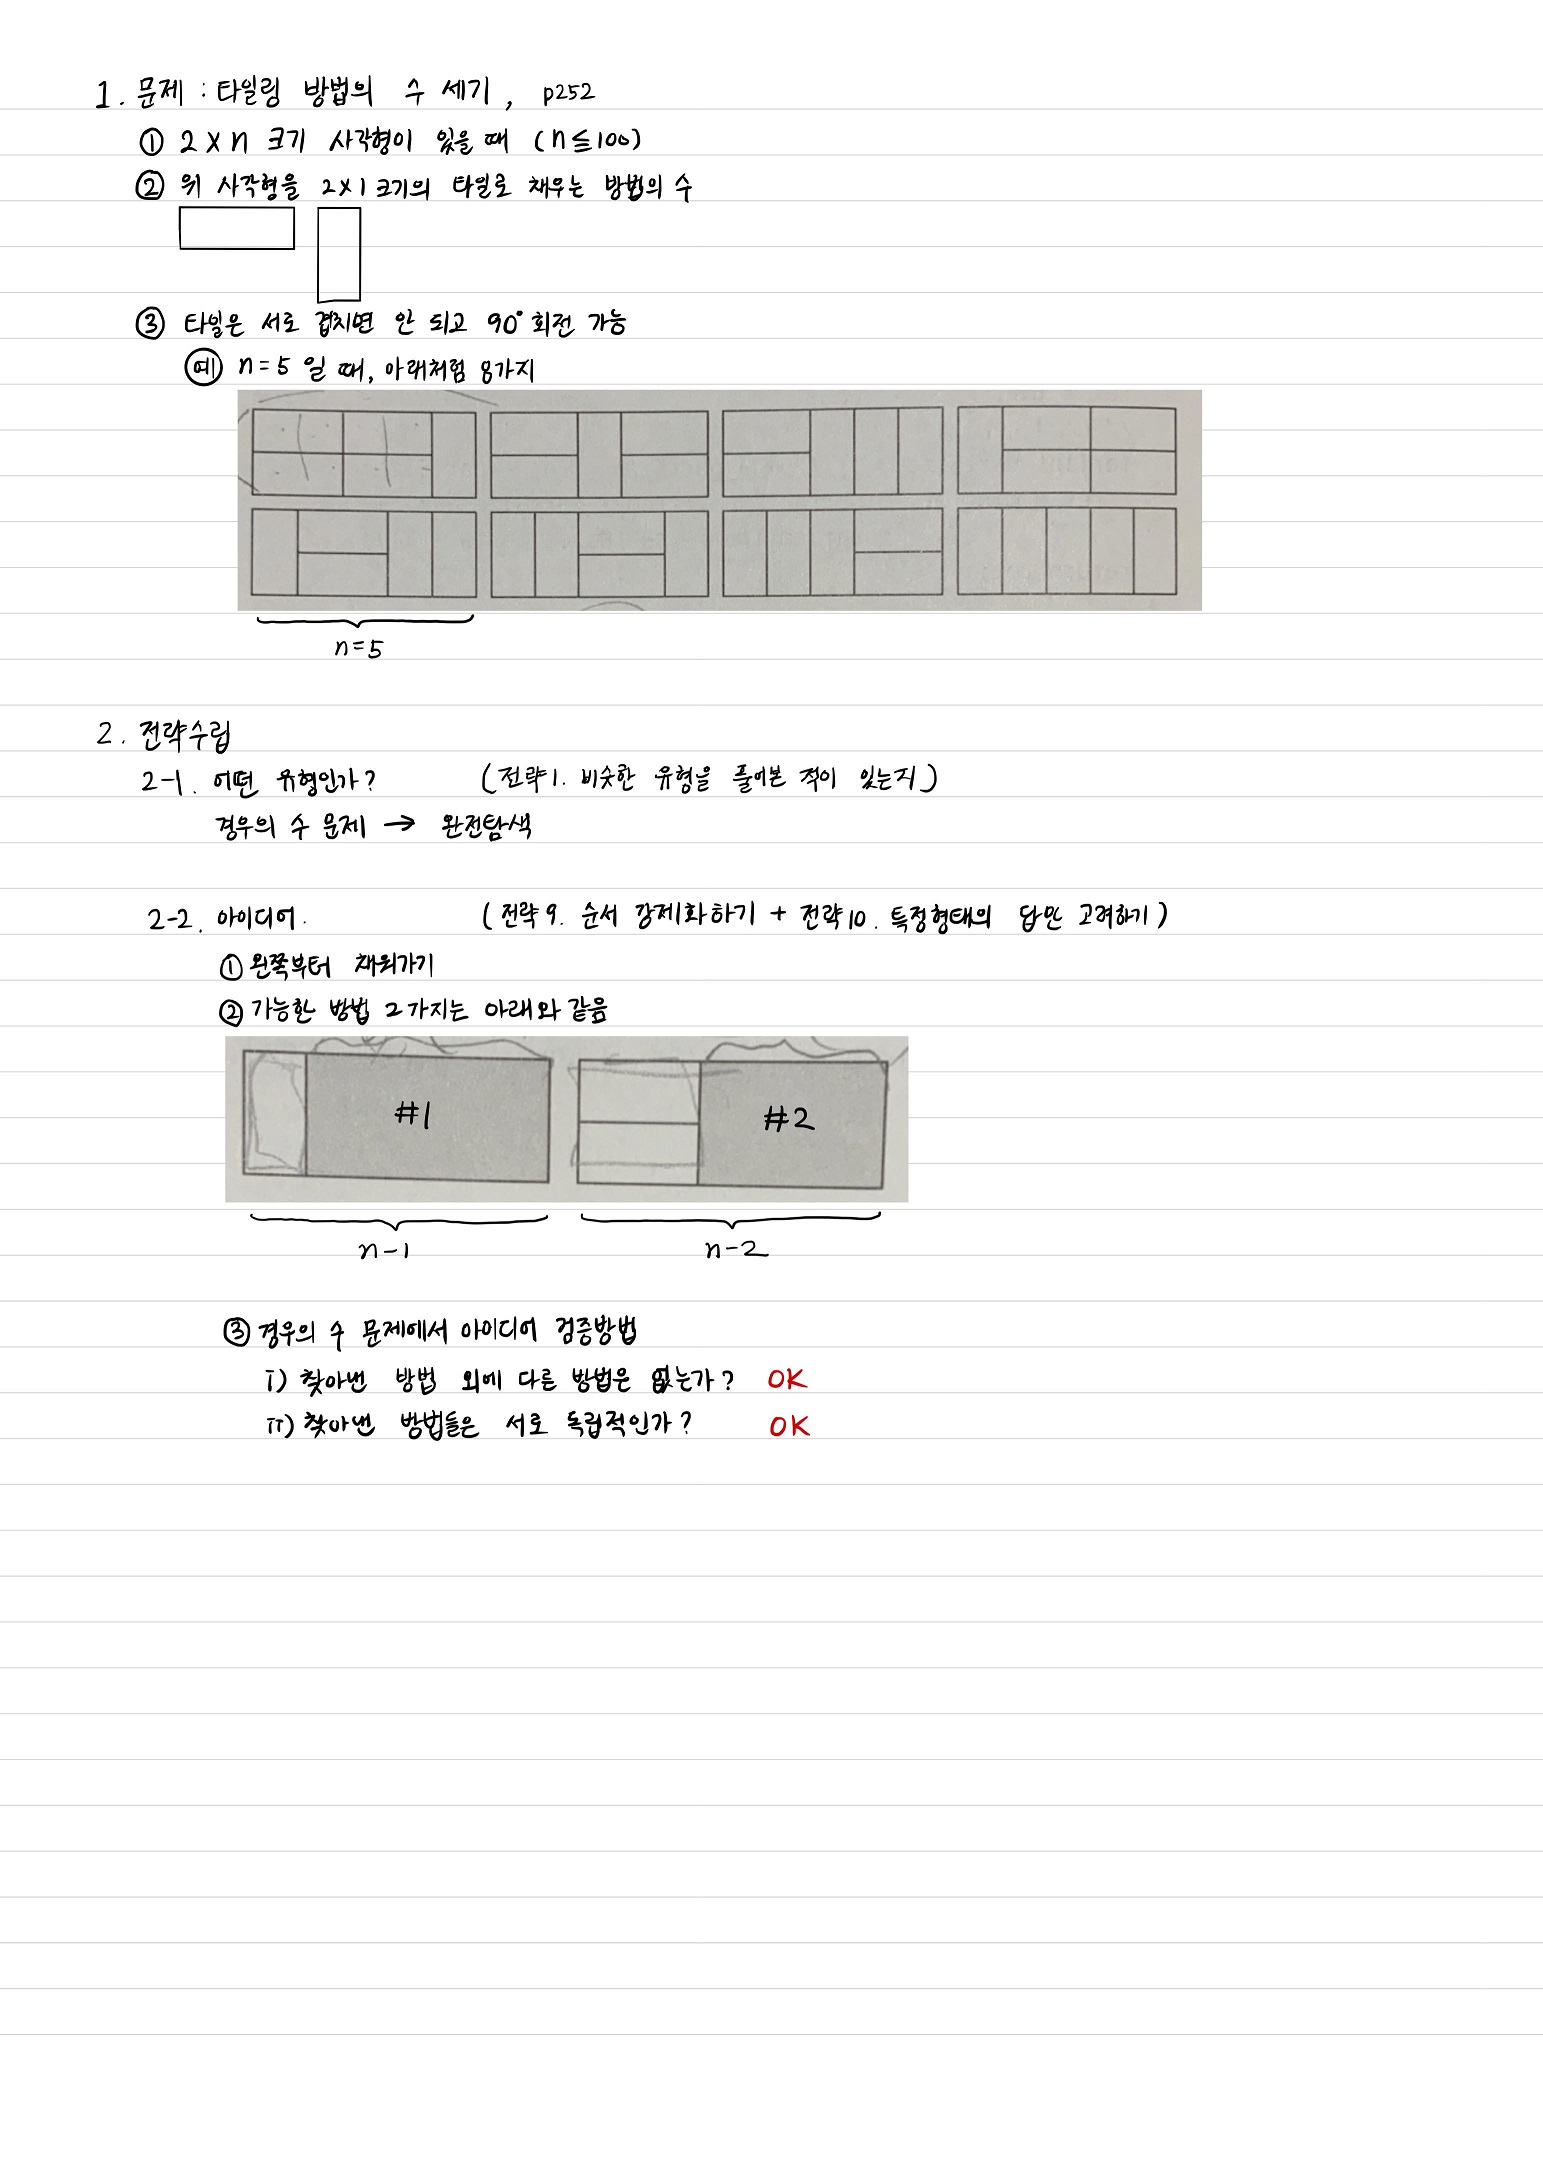 1. 문제 : 타일링 방법의 수 세기, p252
① 2×n 크기 사각형이 있을 때 (n≦100)
② 위 사각형을 2×1 크기의 타일로 채우는 방법의 수
③ 타일은 서로 겹치면 안 되고 90° 회전 가능
예 n=5 일 때, 아래처럼 8가지
n=5
2. 전략수립
2-1. 어떤 유형인가? (전략1. 비슷한 유형을 풀어본 적이 있는지)
경우의 수 문제 → 완전탐색
2-2. 아이디어. (전략9. 순서 강제화하기 + 전략10. 특정형태의 답만 고려하기)
① 왼쪽부터 채워가기
② 가능한 방법 2가지는 아래와 같음
#1 #2
n-1 n-2
③ 경우의 수 문제에서 아이디어 검증방법
i) 찾아낸 방법 외에 다른 방법은 없는가? OK
ii) 찾아낸 방법들은 서로 독립적인가? OK